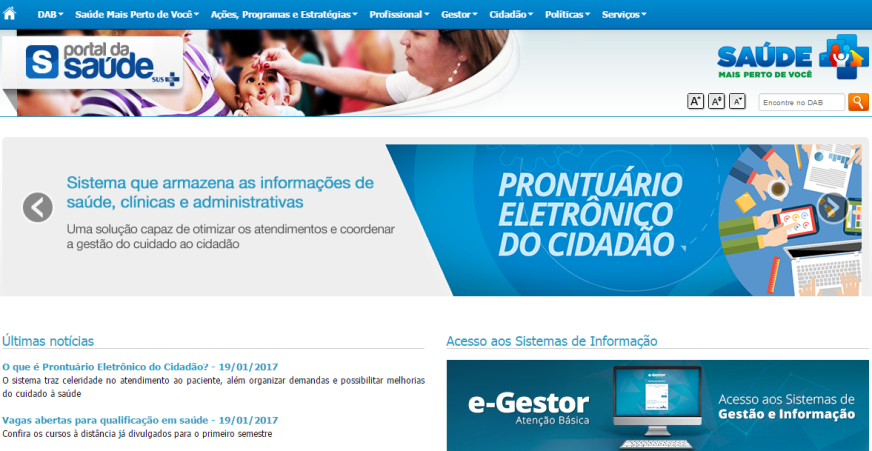 DAB Saúde Mais Perto de Você Ações, Programas e Estratégias Profissional Gestor Cidadão Políticas Serviços
S portal da
saúde
SUS
SAÚDE
MAIS PERTO DE VOCÊ
Encontre no DAB
Sistema que armazena as informações de
saúde, clínicas e administrativas
Uma solução capaz de otimizar os atendimentos e coordenar
a gestão do cuidado ao cidadão
PRONTUÁRIO
ELETRÔNICO
DO CIDADÃO
Últimas notícias
O que é Prontuário Eletrônico do Cidadão? - 19/01/2017
O sistema traz celeridade no atendimento ao paciente, além organizar demandas e possibilitar melhorias
do cuidado à saúde
Vagas abertas para qualificação em saúde - 19/01/2017
Confira os cursos à distância já divulgados para o primeiro semestre
Acesso aos Sistemas de Informação
e-Gestor
Atenção Básica
Acesso aos Sistemas de
Gestão e Informação